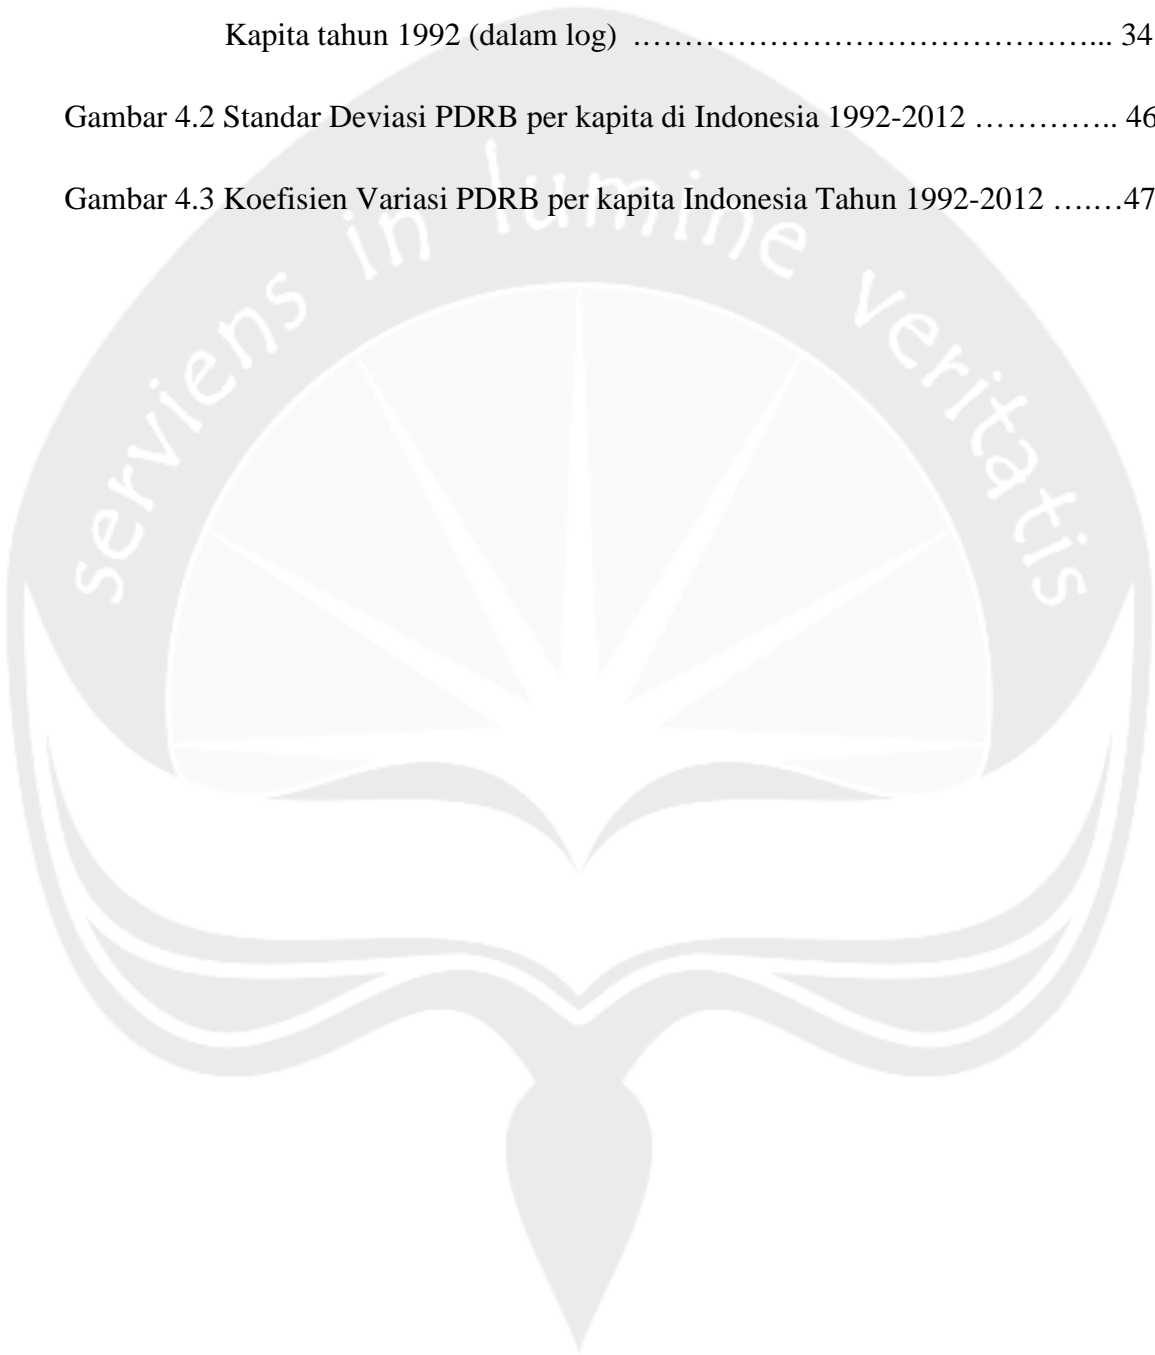 Kapita tahun 1992 (dalam log) ………………………………………... 34
Gambar 4.2 Standar Deviasi PDRB per kapita di Indonesia 1992-2012 ………….. 46
Gambar 4.3 Koefisien Variasi PDRB per kapita Indonesia Tahun 1992-2012 …….47
serviens in lumine veritatis